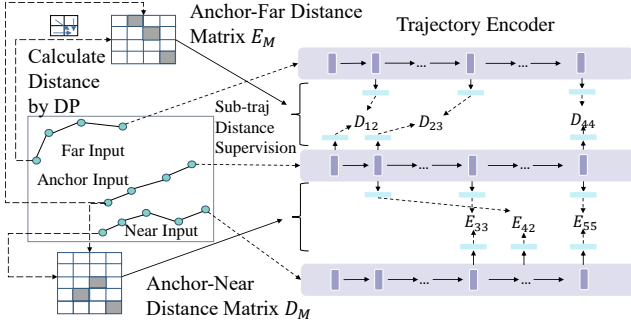 Anchor-Far Distance
Matrix E_M
Trajectory Encoder
Calculate
Distance
by DP
Sub-traj
Distance
Supervision
Far Input
Anchor Input
Near Input
... ...
D_12 D_23 D_44
... ...
E_33 E_42 E_55
... ...
Anchor-Near
Distance Matrix D_M